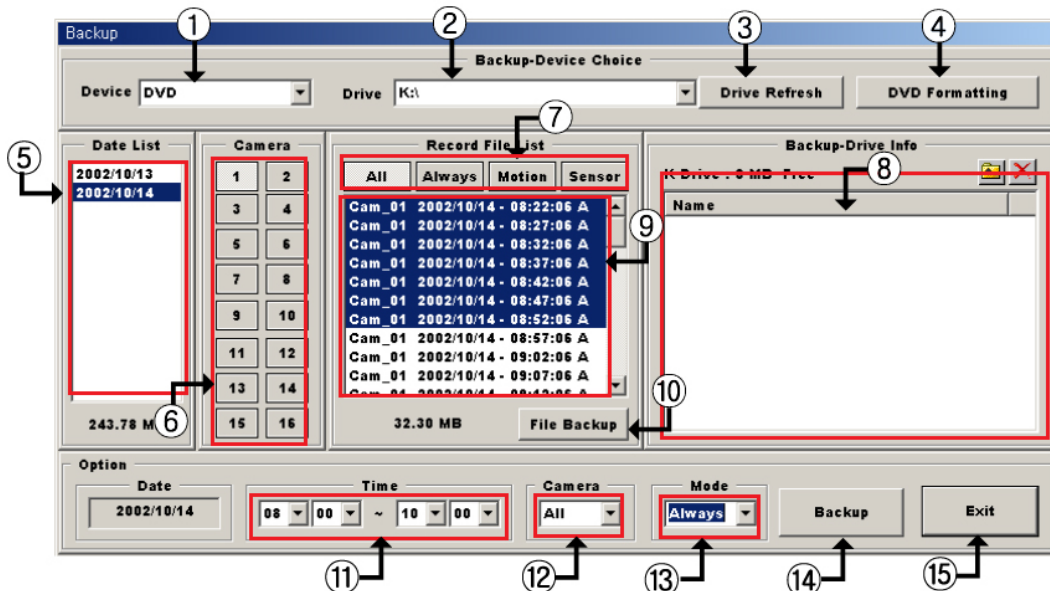 ① ② ③ ④
Backup
Backup-Device Choice
Device DVD Drive K:\ Drive Refresh DVD Formatting
⑦
⑤ Date List Camera Record File List Backup-Drive Info
2002/10/13 1 2 All Always Motion Sensor K Drive : 0 MB Free ⑧
2002/10/14 3 4 Name
Cam_01 2002/10/14 - 08:22:06 A
Cam_01 2002/10/14 - 08:27:06 A ⑨
5 6 Cam_01 2002/10/14 - 08:32:06 A
Cam_01 2002/10/14 - 08:37:06 A
7 8 Cam_01 2002/10/14 - 08:42:06 A
Cam_01 2002/10/14 - 08:47:06 A
9 10 Cam_01 2002/10/14 - 08:52:06 A
Cam_01 2002/10/14 - 08:57:06 A
11 12 Cam_01 2002/10/14 - 09:02:06 A
13 14 Cam_01 2002/10/14 - 09:07:06 A
⑩
243.78 M ⑥ 15 16 32.30 MB File Backup
Option
Date Time Camera Mode
2002/10/14 08 00 ~ 10 00 All Always Backup Exit
⑪ ⑫ ⑬ ⑭ ⑮